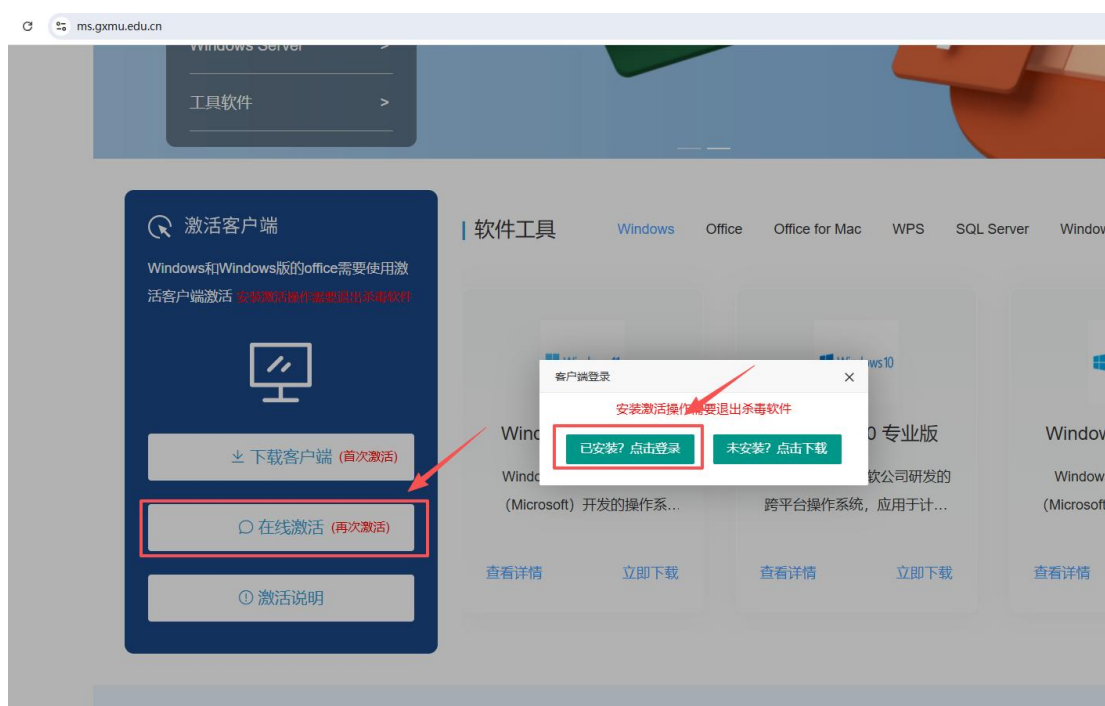 ms.gxmu.edu.cn
Windows Server >
工具软件 >
激活客户端
Windows和Windows版的office需要使用激
活客户端激活 安装激活操作需要退出杀毒软件
下载客户端 (首次激活)
在线激活 (再次激活)
激活说明
软件工具 Windows Office Office for Mac WPS SQL Server Window
客户端登录
安装激活操作需要退出杀毒软件
已安装？点击登录 未安装？点击下载
0 专业版
Window
软公司研发的
Window
（Microsoft）开发的操作系...
跨平台操作系统，应用于计...
(Microsoft
查看详情 立即下载 查看详情 立即下载 查看详情